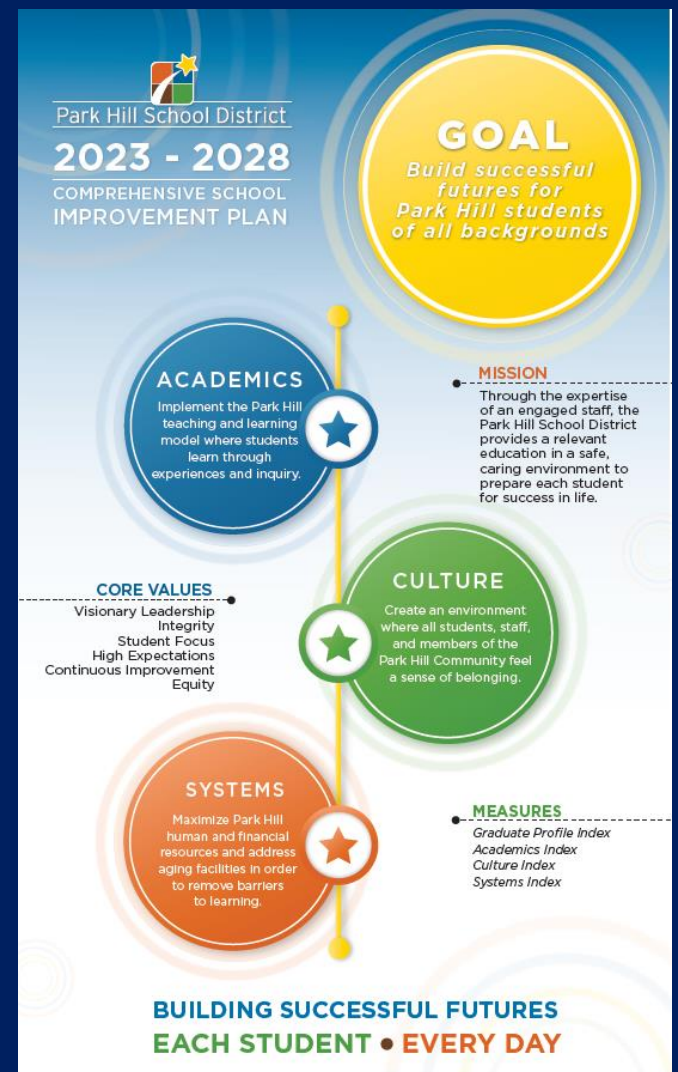 Park Hill School District
2023 - 2028
COMPREHENSIVE SCHOOL
IMPROVEMENT PLAN
GOAL
Build successful
futures for
Park Hill students
of all backgrounds
ACADEMICS
Implement the Park Hill
teaching and learning
model where students
learn through
experiences and inquiry.
MISSION
Through the expertise
of an engaged staff, the
Park Hill School District
provides a relevant
education in a safe,
caring environment to
prepare each student
for success in life.
CORE VALUES
Visionary Leadership
Integrity
Student Focus
High Expectations
Continuous Improvement
Equity
CULTURE
Create an environment
where all students, staff,
and members of the
Park Hill Community feel
a sense of belonging.
SYSTEMS
Maximize Park Hill
human and financial
resources and address
aging facilities in order
to remove barriers
to learning.
MEASURES
Graduate Profile Index
Academics Index
Culture Index
Systems Index
BUILDING SUCCESSFUL FUTURES
EACH STUDENT • EVERY DAY